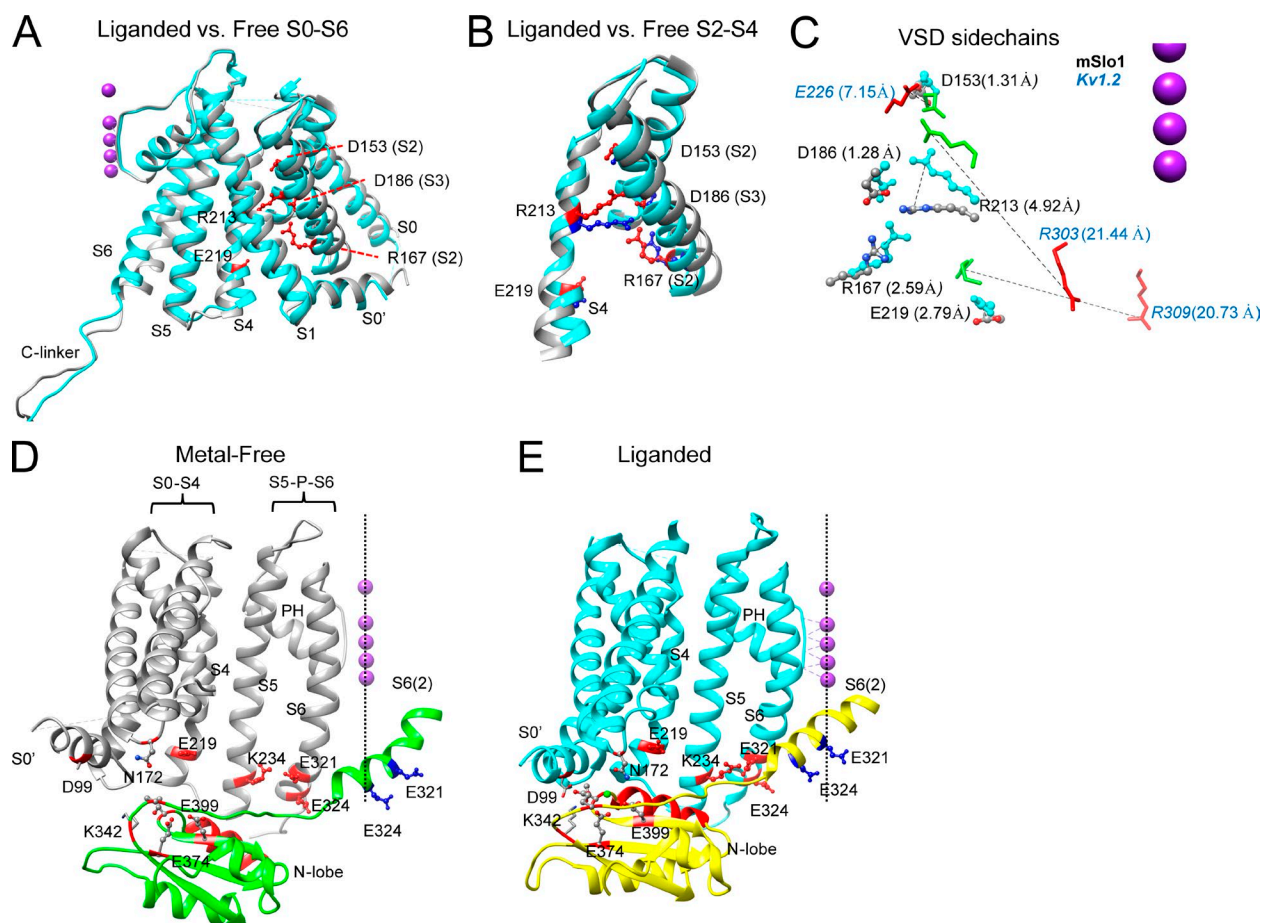 A
Liganded vs. Free S0-S6
D153 (S2)
D186 (S3)
R213
S0
S6
E219
R167 (S2)
S5
S4
S1
S0'
C-linker
B
Liganded vs. Free S2-S4
D153 (S2)
D186 (S3)
R213
R167 (S2)
E219
S4
C
VSD sidechains
mSlo1
Kv1.2
D153(1.31Å)
E226 (7.15Å)
D186 (1.28 Å)
R213 (4.92Å)
R303(21.44 Å)
R167 (2.59Å)
E219 (2.79Å)
R309(20.73 Å)
D
Metal-Free
S0-S4
S5-P-S6
PH
S4
S5
S6
S6(2)
S0'
E219
K234
E321
N172
D99
E321
E324
E399
E324
K342
E374
N-lobe
E
Liganded
PH
S4
S5
S6
S6(2)
S0'
E219
E321
K234
N172
E321
D99
E324
E324
K342
E399
E374
N-lobe